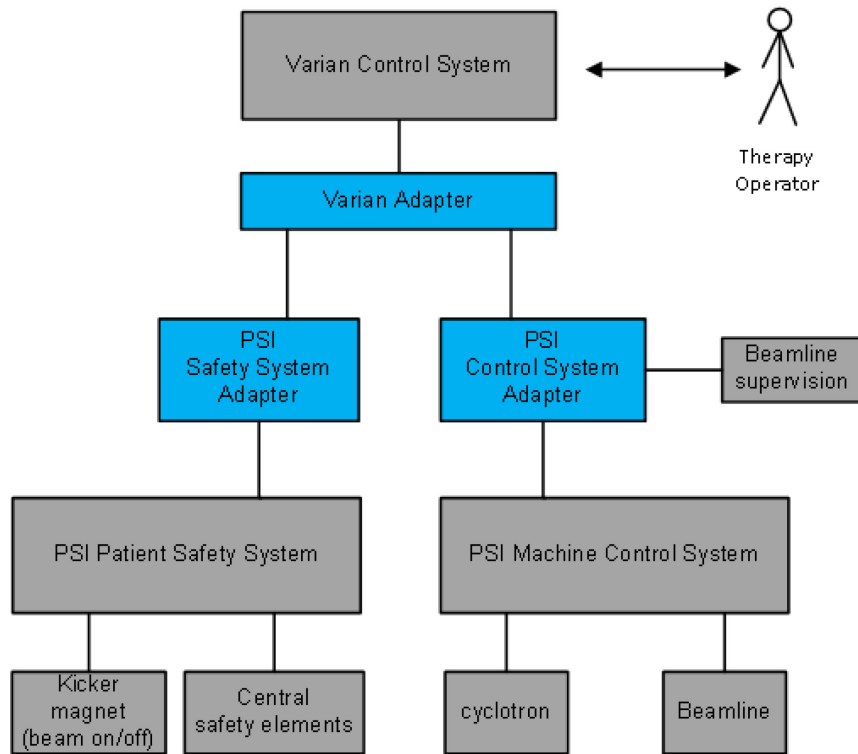 Varian Control System
Therapy
Operator
Varian Adapter
PSI
Safety System
Adapter
PSI
Control System
Adapter
Beamline
supervision
PSI Patient Safety System
PSI Machine Control System
Kicker
magnet
(beam on/off)
Central
safety elements
cyclotron
Beamline